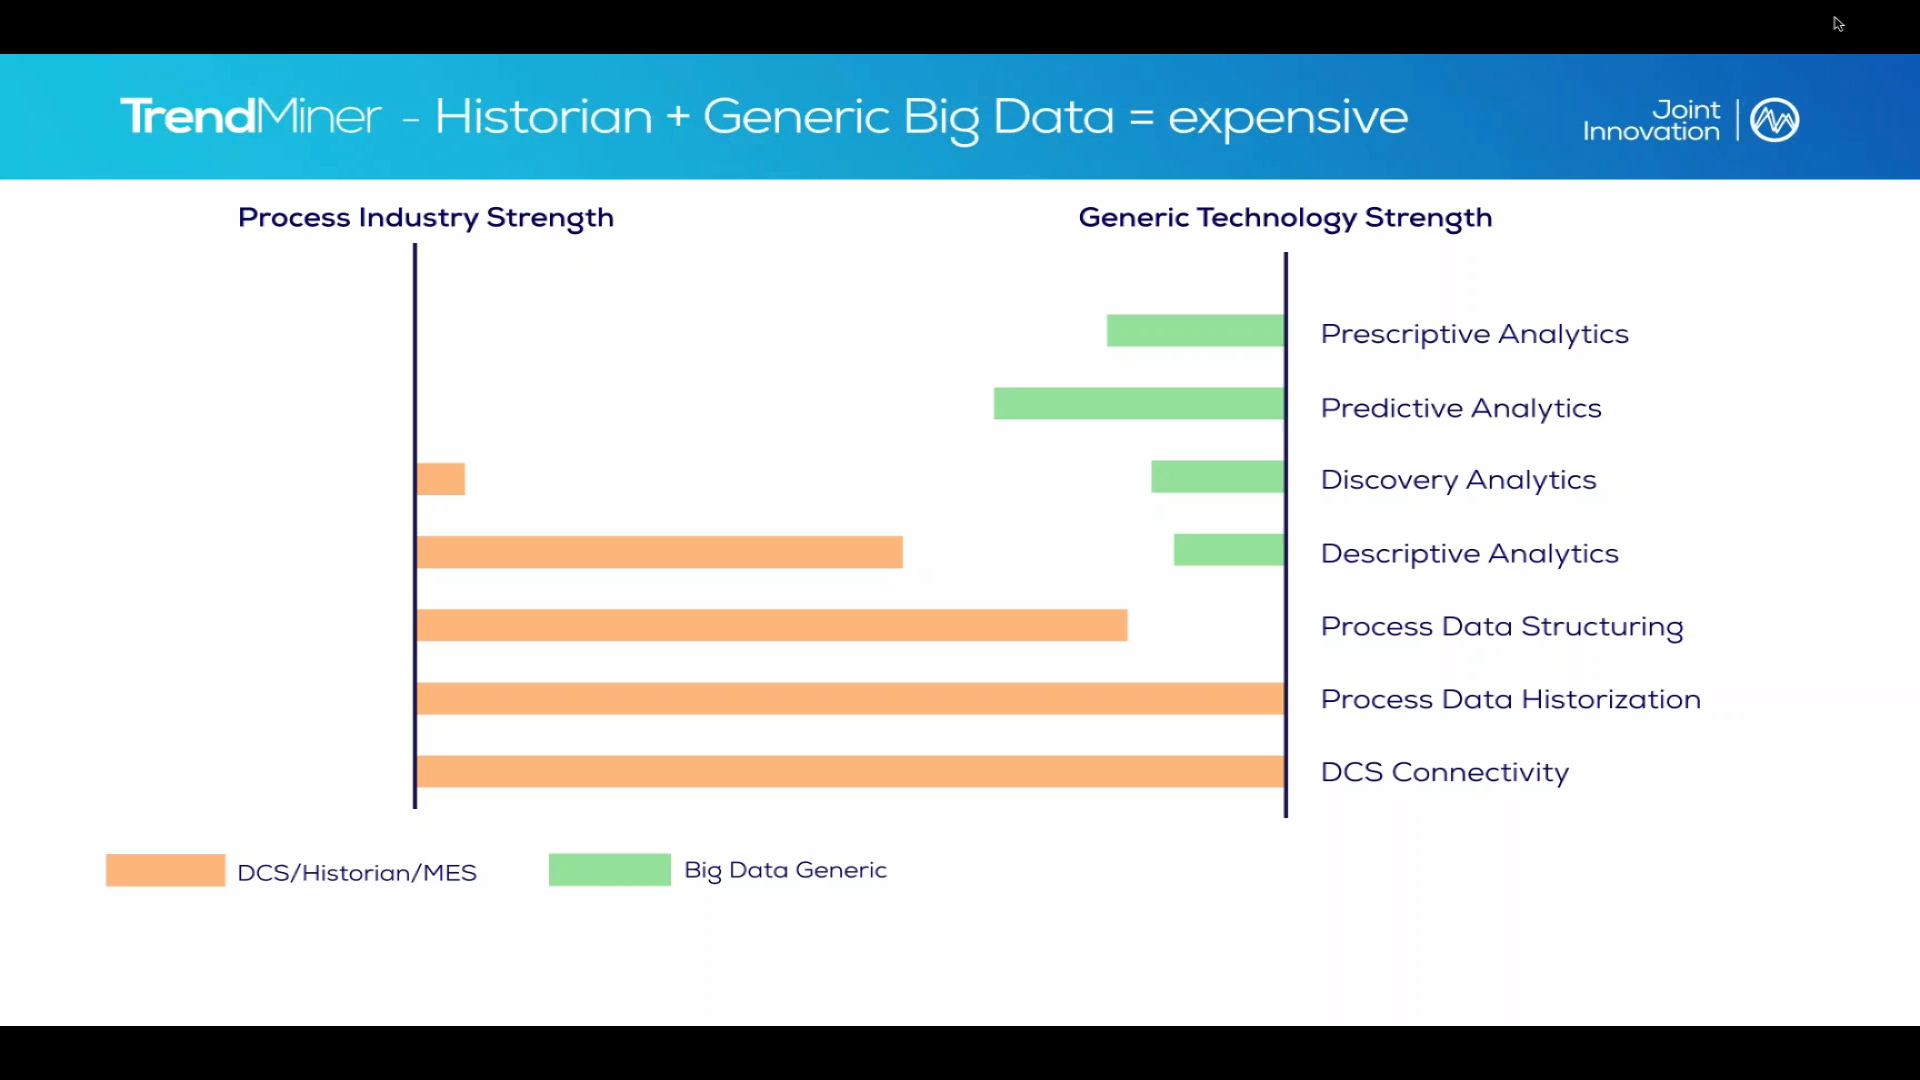 TrendMiner - Historian + Generic Big Data = expensive
Joint
Innovation
Process Industry Strength
Generic Technology Strength
Prescriptive Analytics
Predictive Analytics
Discovery Analytics
Descriptive Analytics
Process Data Structuring
Process Data Historization
DCS Connectivity
DCS/Historian/MES
Big Data Generic